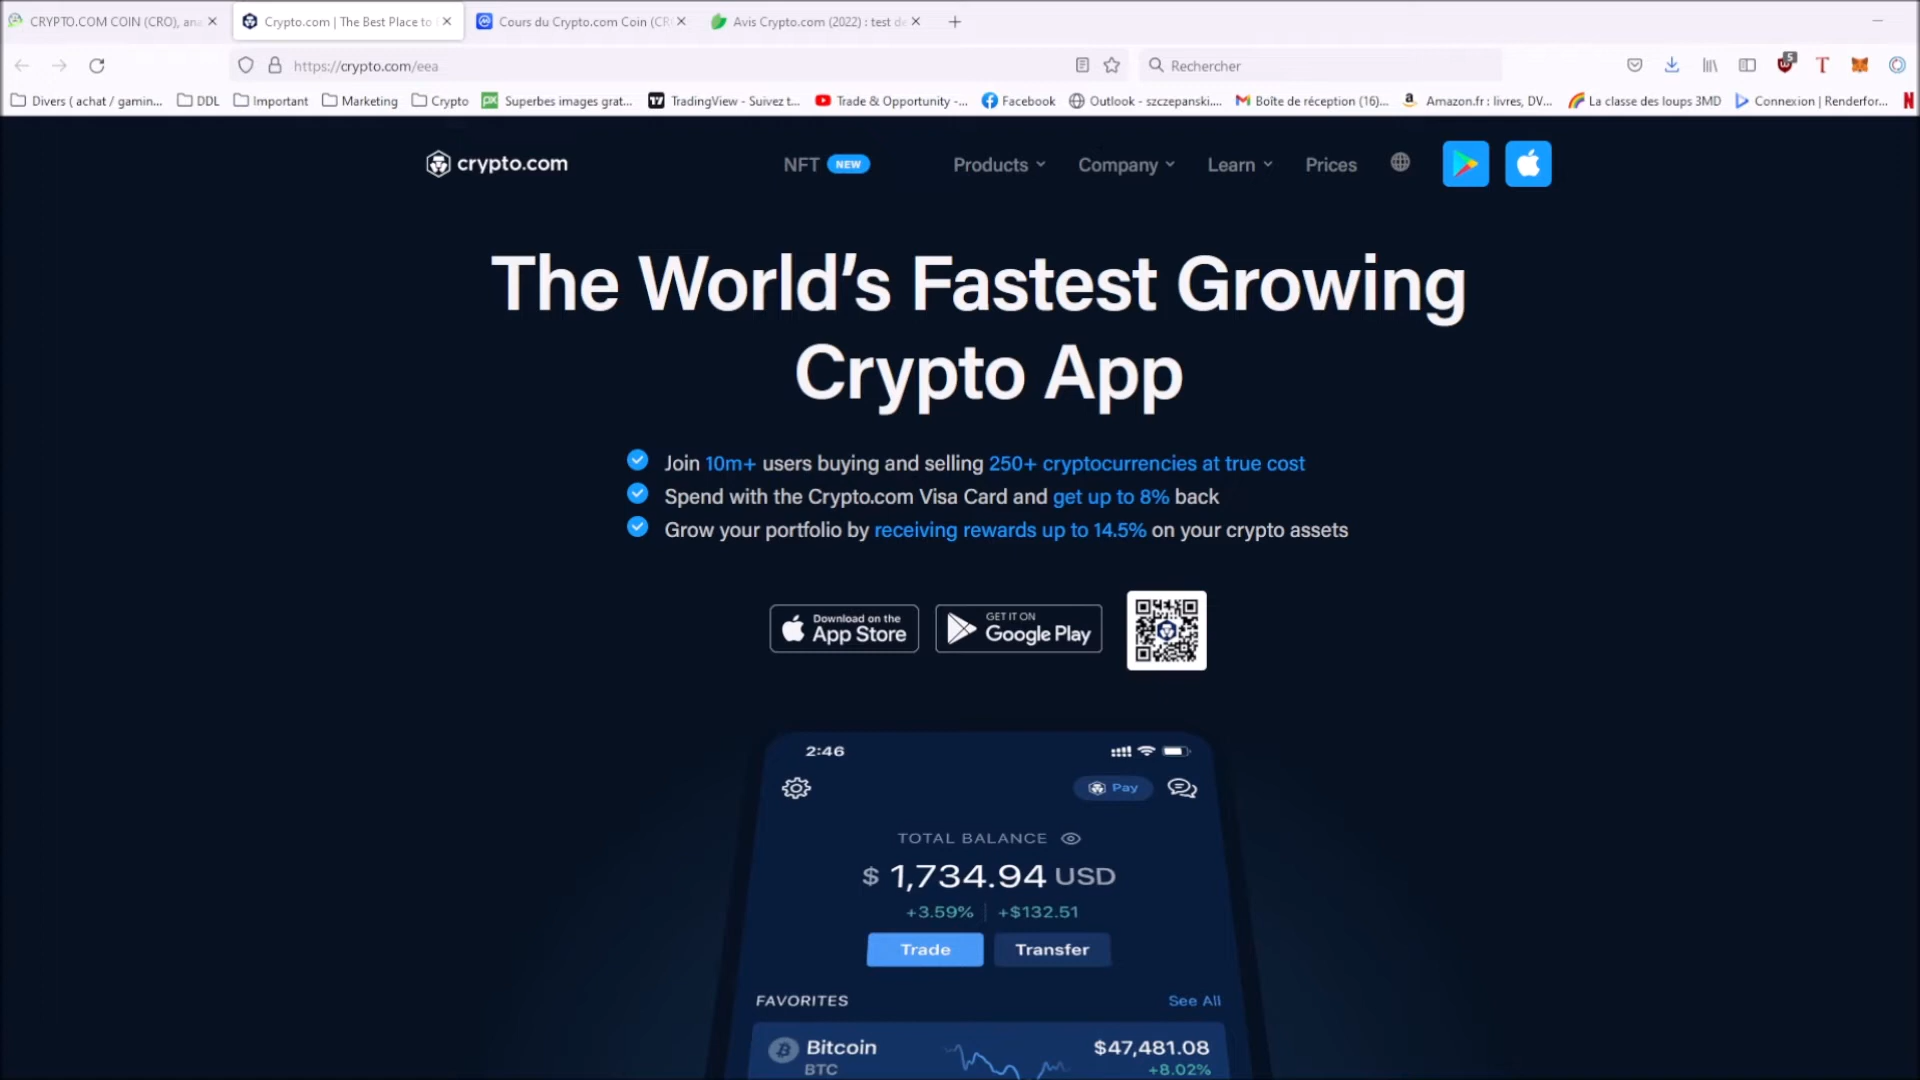 CRYPTO.COM COIN (CRO), ana
Crypto.com | The Best Place to
Cours du Crypto.com Coin (CR
Avis Crypto.com (2022) : test de
https://crypto.com/eea
Rechercher
5
Divers ( achat / gamin...
DDL
Important
Marketing
Crypto
Superbes images grat...
TradingView - Suivez t...
Trade & Opportunity -...
Facebook
Outlook - szczepanski....
Boîte de réception (16)...
Amazon.fr : livres, DV...
La classe des loups 3MD
Connexion | Renderfor...
crypto.com
NFT NEW
Products
Company
Learn
Prices
The World's Fastest Growing
Crypto App
Join 10m+ users buying and selling 250+ cryptocurrencies at true cost
Spend with the Crypto.com Visa Card and get up to 8% back
Grow your portfolio by receiving rewards up to 14.5% on your crypto assets
Download on the
App Store
GET IT ON
Google Play
2:46
Pay
TOTAL BALANCE
$ 1,734.94 USD
+3.59% +$132.51
Trade
Transfer
FAVORITES
See All
Bitcoin
$47,481.08
BTC
+8.02%